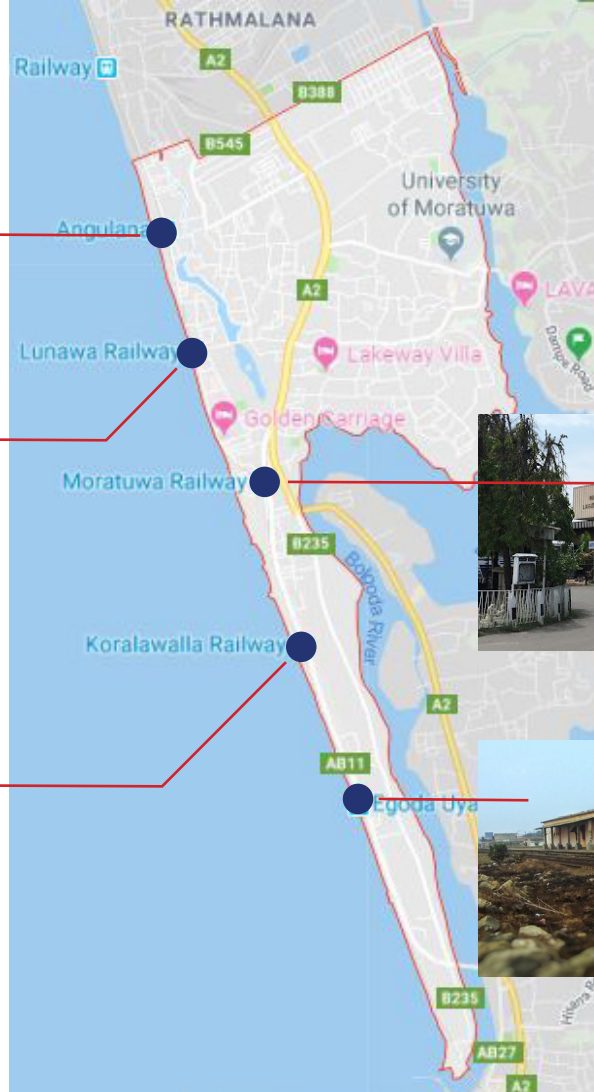 RATHMALANA
Railway
A2
B388
B545
University
of Moratuwa
Angulana
A2
LAVA
Lunawa Railway
Lakeway Villa
Golden Carriage
Moratuwa Railway
B235
Bolgoda
River
Koralawalla Railway
A2
AB11
Egoda Uya
B235
AB27
A2